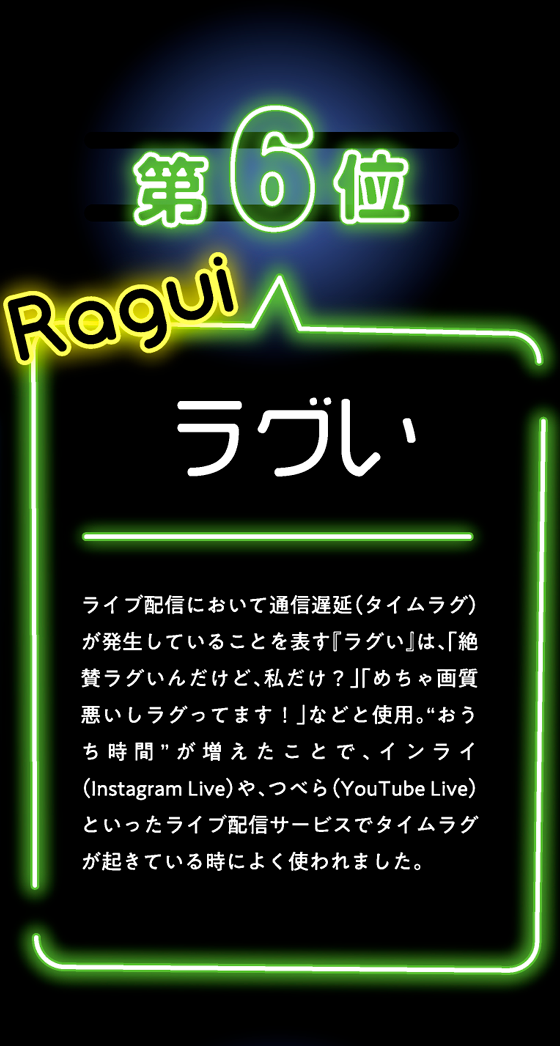 第6位
Ragui
ラグい
ライブ配信において通信遅延(タイムラグ)
が発生していることを表す『ラグい』は、「絶
賛ラグいんだけど、私だけ？」「めちゃ画質
悪いしラグってます！」などと使用。“おう
ち時間”が増えたことで、インライ
(Instagram Live)や、つべら(YouTube Live)
といったライブ配信サービスでタイムラグ
が起きている時によく使われました。